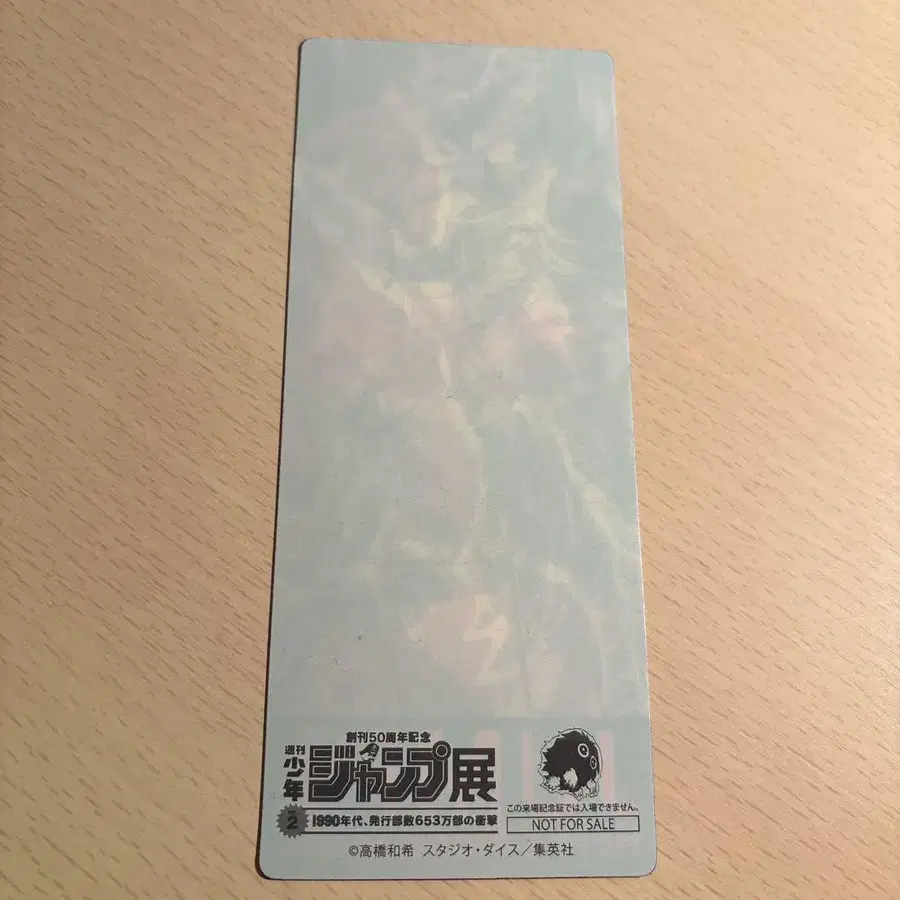 創刊50周年記念
週刊少年ジャンプ展
2 1990年代、発行部数653万部の衝撃
この来場記念証では入場できません。
NOT FOR SALE
©高橋和希 スタジオ・ダイス／集英社